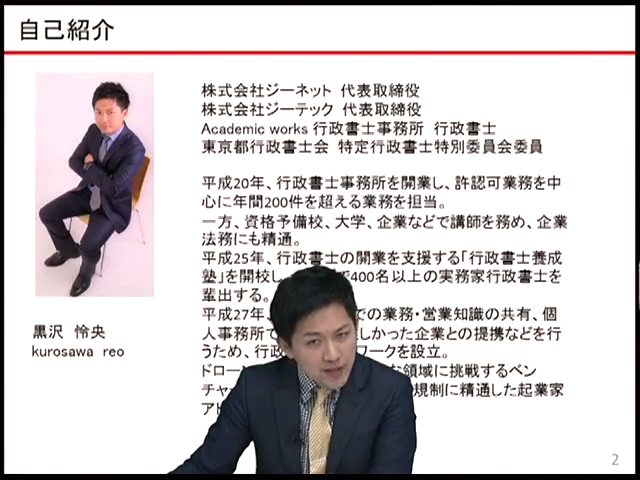 自己紹介
株式会社ジーネット 代表取締役
株式会社ジーテック 代表取締役
Academic works 行政書士事務所 行政書士
東京都行政書士会 特定行政書士特別委員会委員
平成20年、行政書士事務所を開業し、許認可業務を中
心に年間200件を超える業務を担当。
一方、資格予備校、大学、企業などで講師を務め、企業
法務にも精通。
平成25年、行政書士の開業を支援する「行政書士養成
塾」を開校し、 で400名以上の実務家行政書士を
輩出する。
平成27年、 での業務・営業知識の共有、個
人事務所で しかった企業との提携などを行
うため、行政 ワークを設立。
ドローン な領域に挑戦するベン
チャー 規制に精通した起業家
アド
黒沢 怜央
kurosawa reo
2